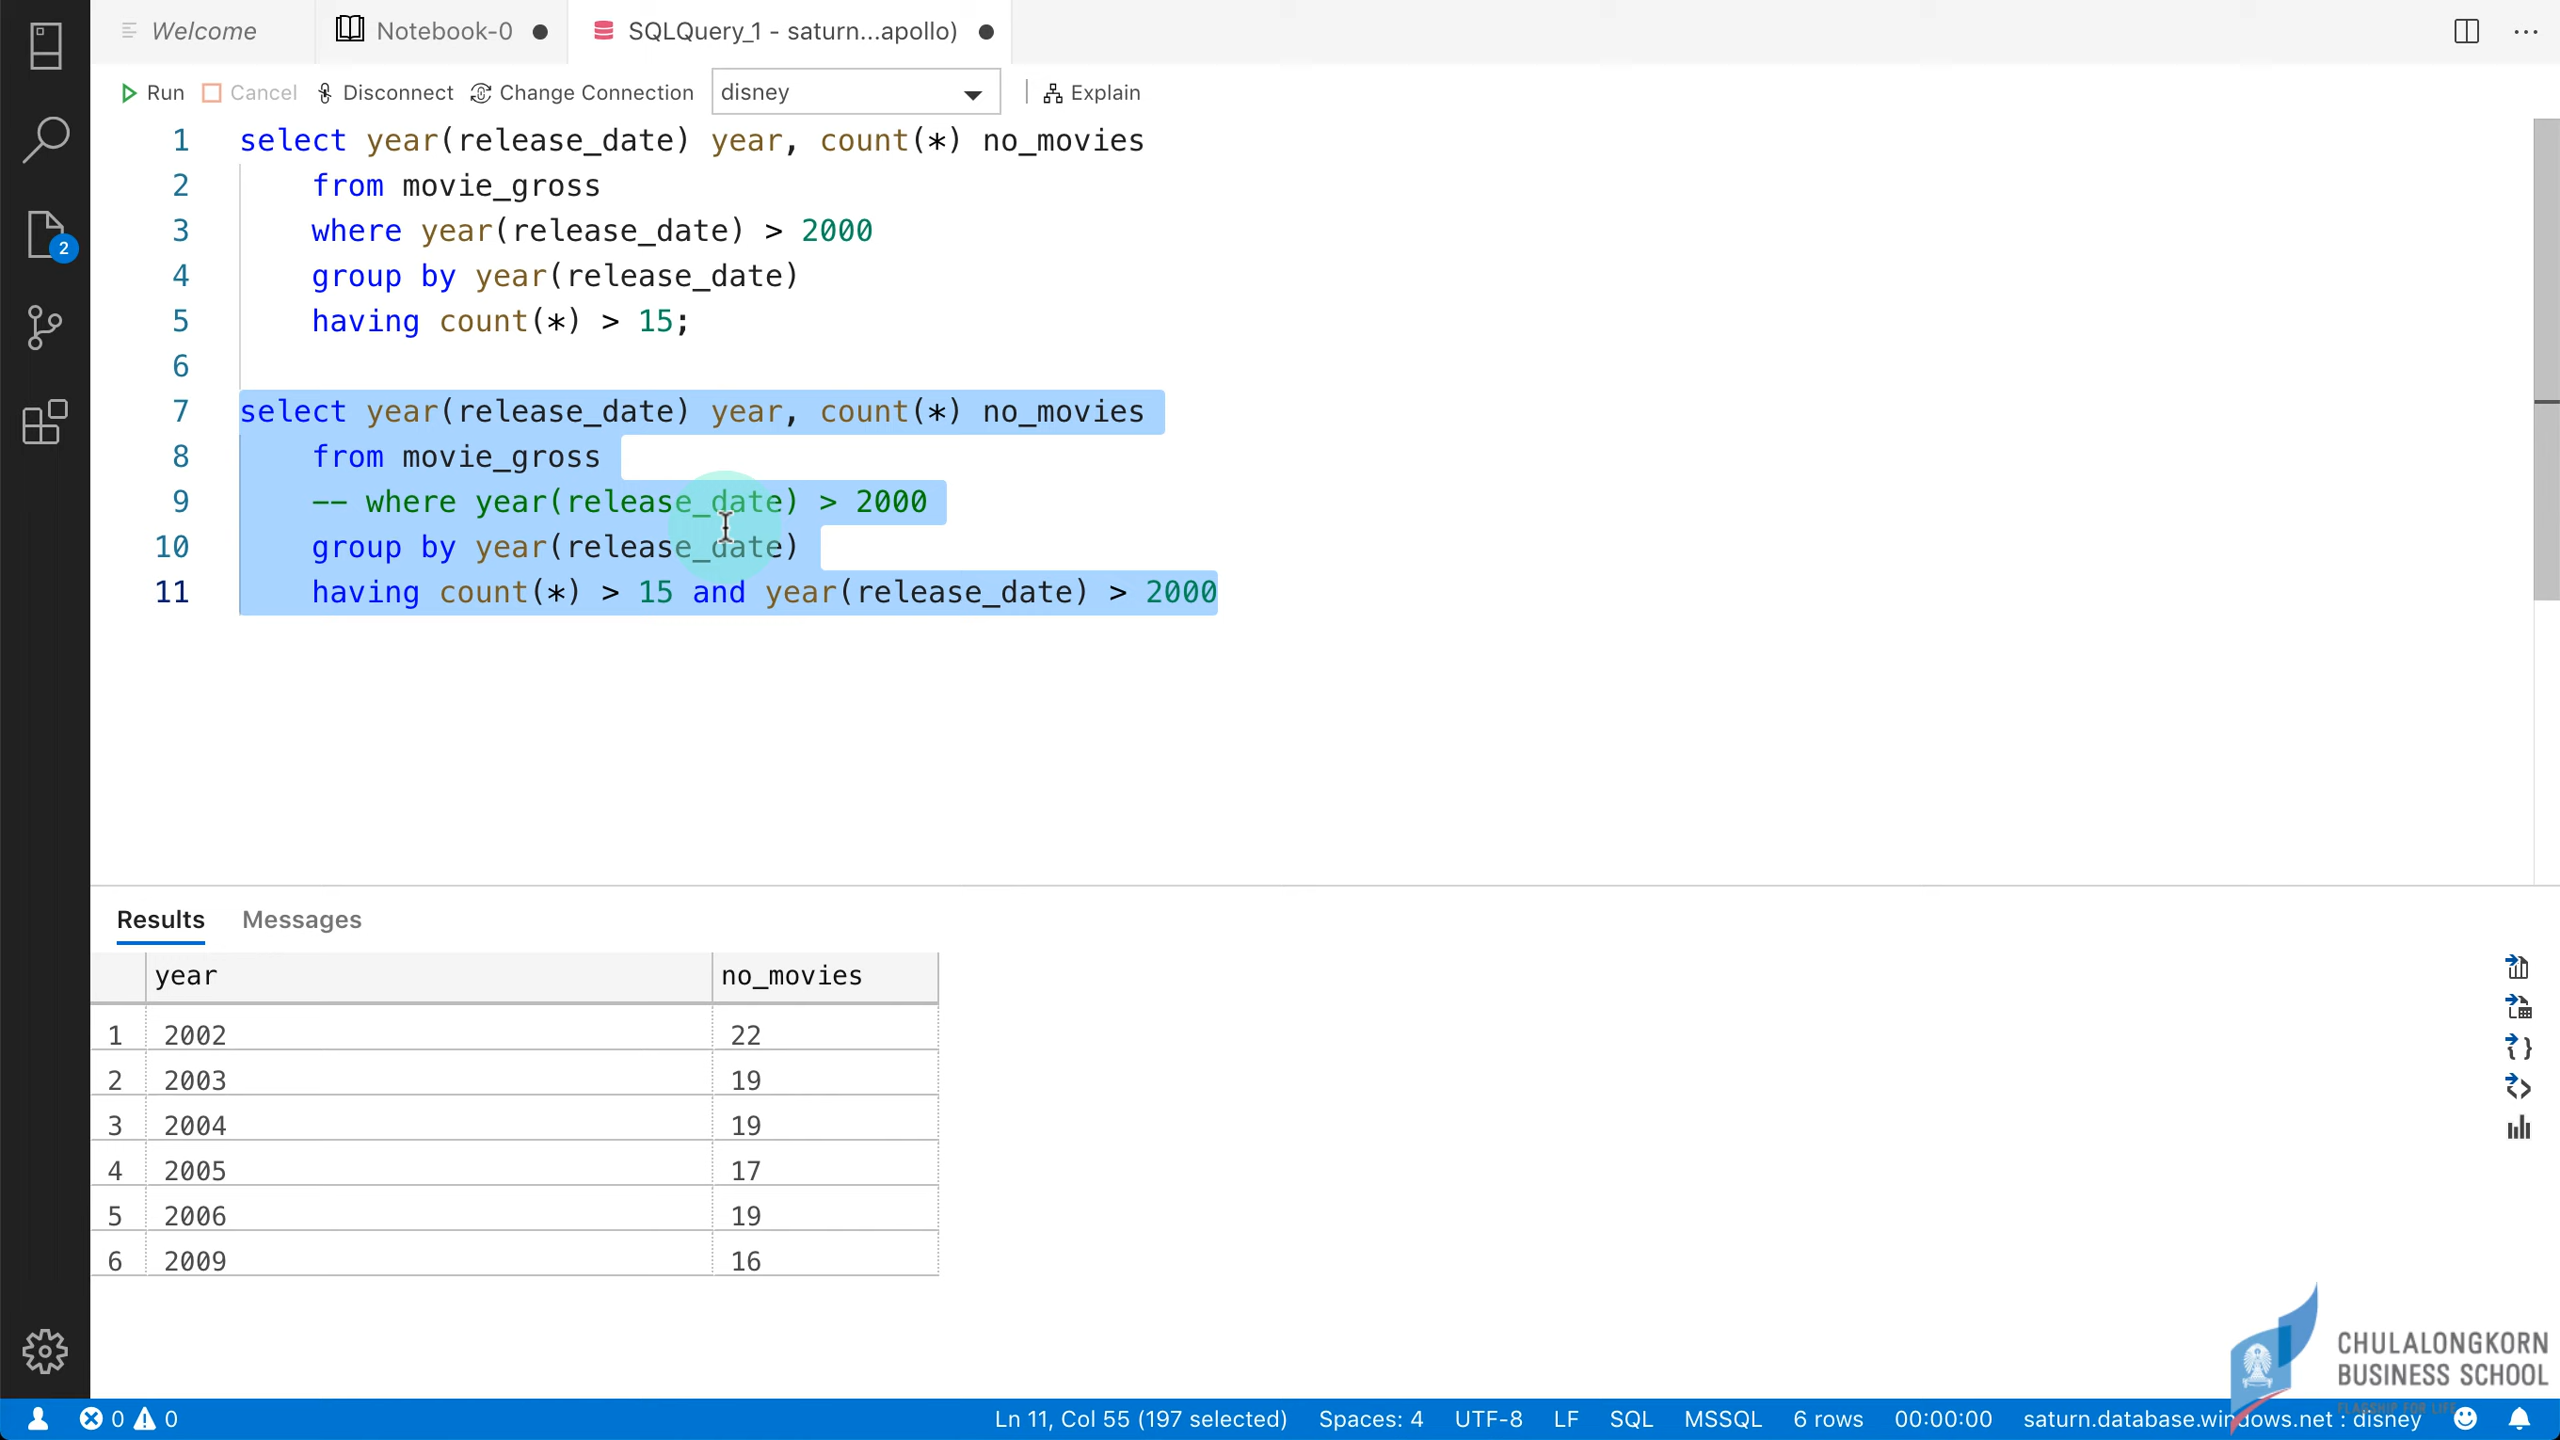 Welcome Notebook-0 SQLQuery_1 - saturn...apollo)
Run Cancel Disconnect Change Connection disney Explain
1 select year(release_date) year, count(*) no_movies
2 from movie_gross
3 where year(release_date) > 2000
4 group by year(release_date)
5 having count(*) > 15;
6
7 select year(release_date) year, count(*) no_movies
8 from movie_gross
9 -- where year(release_date) > 2000
10 group by year(release_date)
11 having count(*) > 15 and year(release_date) > 2000
2
Results Messages
year no_movies
1 2002 22
2 2003 19
3 2004 19
4 2005 17
5 2006 19
6 2009 16
CHULALONGKORN
BUSINESS SCHOOL
FLAGSHIP FOR LIFE
0 0 Ln 11, Col 55 (197 selected) Spaces: 4 UTF-8 LF SQL MSSQL 6 rows 00:00:00 saturn.database.windows.net : disney